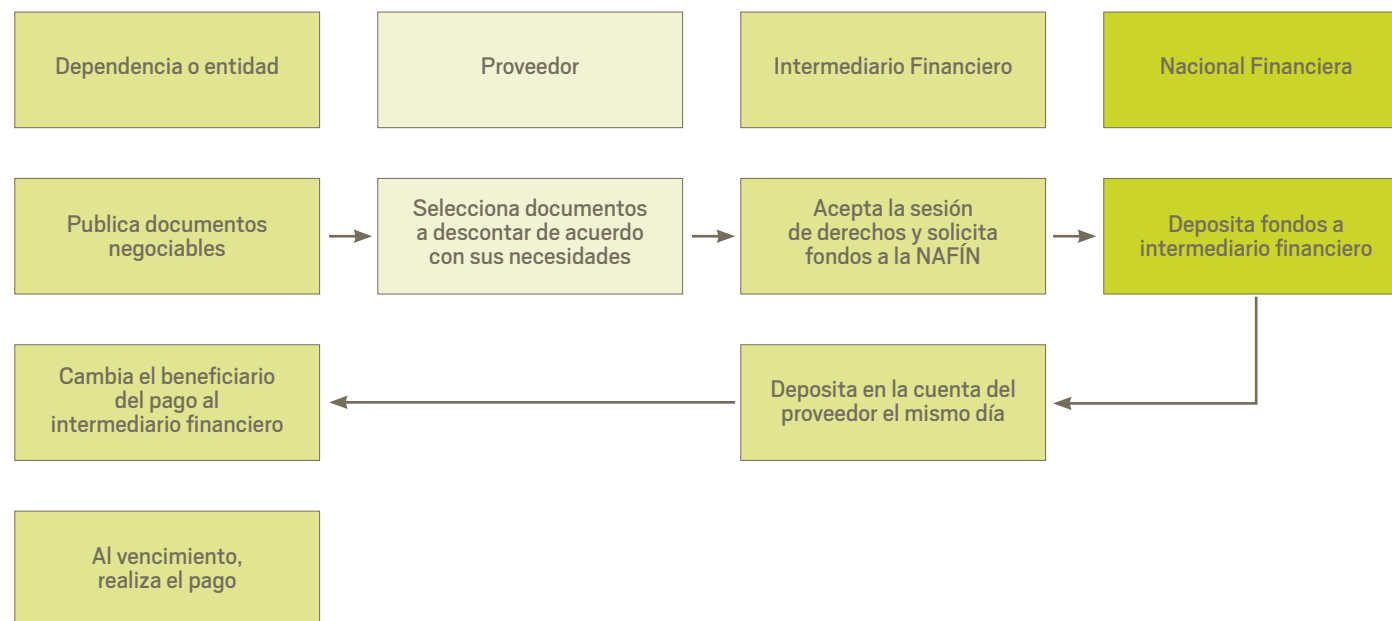 Dependencia o entidad
Proveedor
Intermediario Financiero
Nacional Financiera
Publica documentos
negociables
Selecciona documentos
a descontar de acuerdo
con sus necesidades
Acepta la sesión
de derechos y solicita
fondos a la NAFÍN
Deposita fondos a
intermediario financiero
Cambia el beneficiario
del pago al
intermediario financiero
Deposita en la cuenta del
proveedor el mismo día
Al vencimiento,
realiza el pago